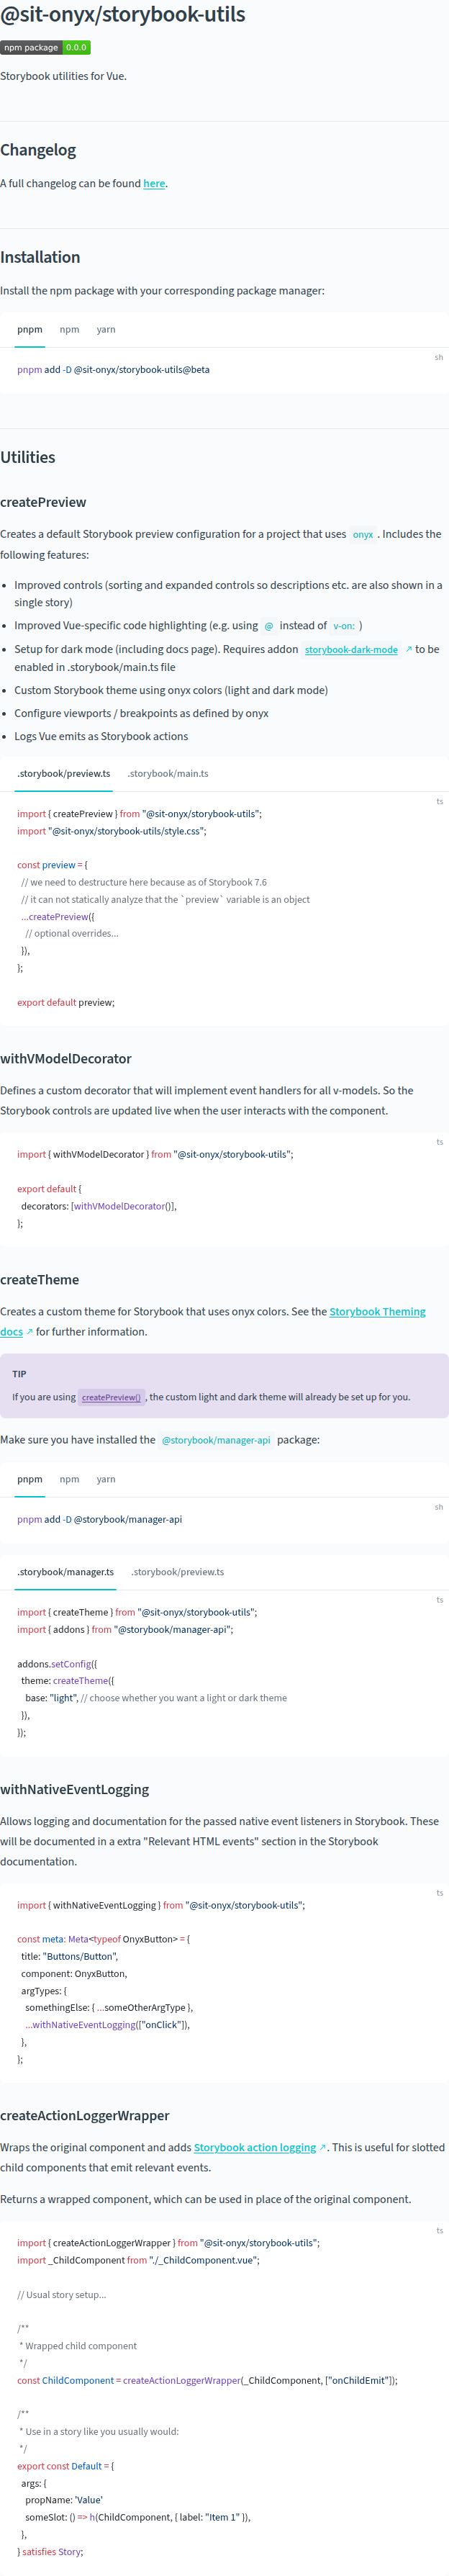 @sit-onyx/storybook-utils
npm package 0.0.0
Storybook utilities for Vue.
Changelog
A full changelog can be found here.
Installation
Install the npm package with your corresponding package manager:
pnpm npm yarn
sh
pnpm add -D @sit-onyx/storybook-utils@beta
Utilities
createPreview
Creates a default Storybook preview configuration for a project that uses onyx . Includes the
following features:
• Improved controls (sorting and expanded controls so descriptions etc. are also shown in a
single story)
• Improved Vue-specific code highlighting (e.g. using @ instead of v-on: )
• Setup for dark mode (including docs page). Requires addon storybook-dark-mode ↗ to be
enabled in .storybook/main.ts file
• Custom Storybook theme using onyx colors (light and dark mode)
• Configure viewports / breakpoints as defined by onyx
• Logs Vue emits as Storybook actions
.storybook/preview.ts .storybook/main.ts
ts
import { createPreview } from "@sit-onyx/storybook-utils";
import "@sit-onyx/storybook-utils/style.css";
const preview = {
// we need to destructure here because as of Storybook 7.6
// it can not statically analyze that the `preview` variable is an object
...createPreview({
// optional overrides...
}),
};
export default preview;
withVModelDecorator
Defines a custom decorator that will implement event handlers for all v-models. So the
Storybook controls are updated live when the user interacts with the component.
ts
import { withVModelDecorator } from "@sit-onyx/storybook-utils";
export default {
decorators: [withVModelDecorator()],
};
createTheme
Creates a custom theme for Storybook that uses onyx colors. See the Storybook Theming
docs ↗ for further information.
TIP
If you are using createPreview(), the custom light and dark theme will already be set up for you.
Make sure you have installed the @storybook/manager-api package:
pnpm npm yarn
sh
pnpm add -D @storybook/manager-api
.storybook/manager.ts .storybook/preview.ts
ts
import { createTheme } from "@sit-onyx/storybook-utils";
import { addons } from "@storybook/manager-api";
addons.setConfig({
theme: createTheme({
base: "light", // choose whether you want a light or dark theme
}),
});
withNativeEventLogging
Allows logging and documentation for the passed native event listeners in Storybook. These
will be documented in a extra "Relevant HTML events" section in the Storybook
documentation.
ts
import { withNativeEventLogging } from "@sit-onyx/storybook-utils";
const meta: Meta<typeof OnyxButton> = {
title: "Buttons/Button",
component: OnyxButton,
argTypes: {
somethingElse: { ...someOtherArgType },
...withNativeEventLogging(["onClick"]),
},
};
createActionLoggerWrapper
Wraps the original component and adds Storybook action logging ↗. This is useful for slotted
child components that emit relevant events.
Returns a wrapped component, which can be used in place of the original component.
ts
import { createActionLoggerWrapper } from "@sit-onyx/storybook-utils";
import _ChildComponent from "./_ChildComponent.vue";
// Usual story setup...
/**
* Wrapped child component
*/
const ChildComponent = createActionLoggerWrapper(_ChildComponent, ["onChildEmit"]);
/**
* Use in a story like you usually would:
*/
export const Default = {
args: {
propName: 'Value'
someSlot: () => h(ChildComponent, { label: "Item 1" }),
},
} satisfies Story;